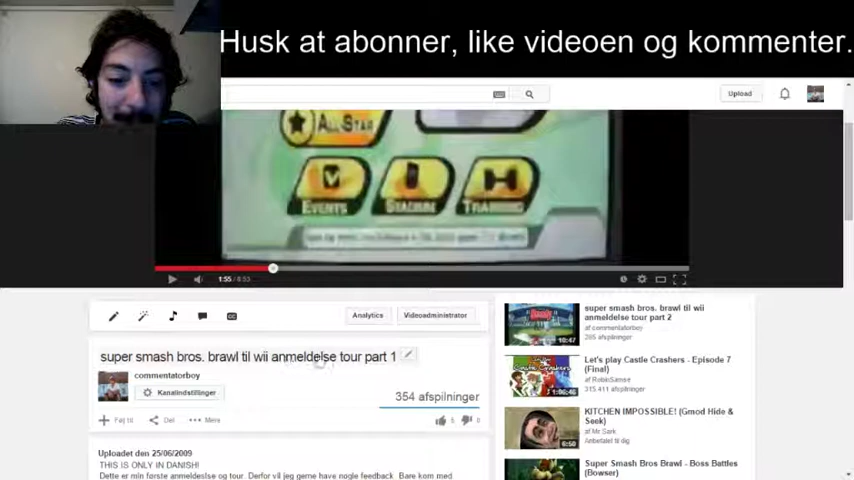 Husk at abonner, like videoen og kommenter.
Upload
ALL-STAR
EVENTS
STADIUM
TRAINING
1:55 / 8:53
Analytics
Videoadministrator
super smash bros. brawl til wii anmeldelse tour part 1
commentatorboy
Kanalindstillinger
354 afspilninger
Føj til
Del
Mere
5
0
Uploadet den 25/06/2009
THIS IS ONLY IN DANISH!
Dette er min første anmeldeslse og tour. Derfor vil jeg gerne have nogle feedback. Bare kom med
super smash bros. brawl til wii
anmeldelse tour part 2
af commentatorboy
285 afspilninger
10:47
Let's play Castle Crashers - Episode 7
(Final)
af RobinSamse
315.411 afspilninger
1:06:46
KITCHEN IMPOSSIBLE! (Gmod Hide &
Seek)
af Mr Sark
Anbefalet til dig
6:50
Super Smash Bros Brawl - Boss Battles
(Bowser)